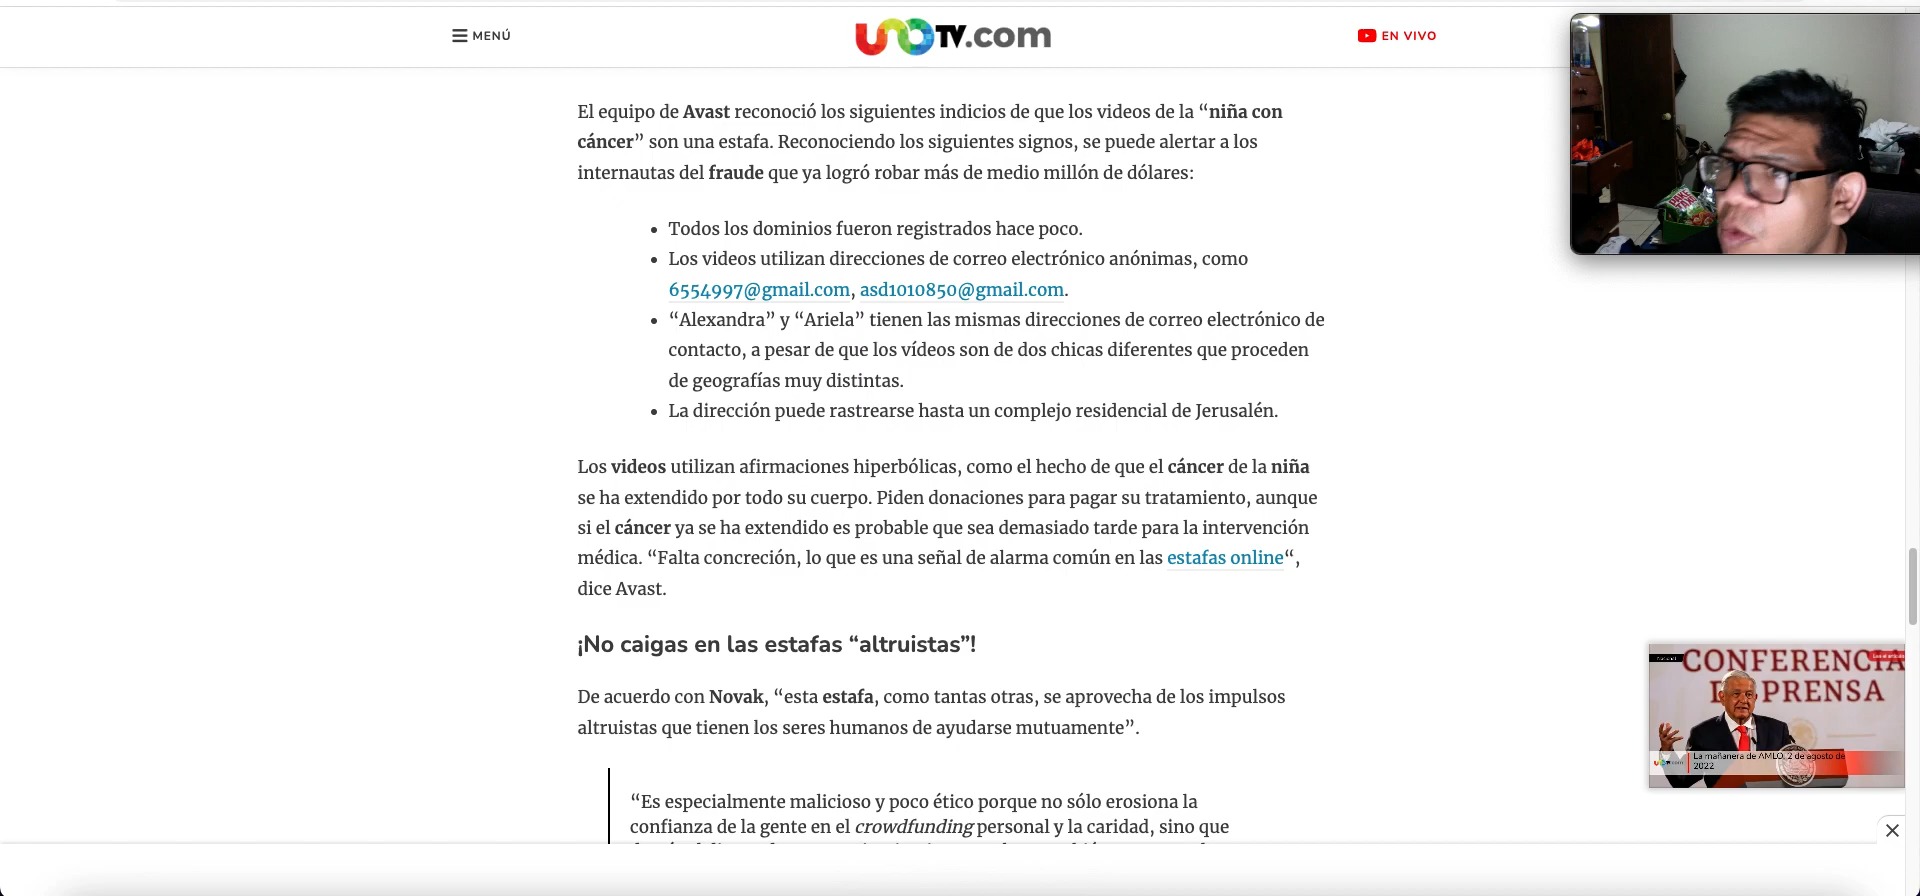 MENÚ
unoTV.com
EN VIVO
El equipo de Avast reconoció los siguientes indicios de que los videos de la “niña con
cáncer” son una estafa. Reconociendo los siguientes signos, se puede alertar a los
internautas del fraude que ya logró robar más de medio millón de dólares:
• Todos los dominios fueron registrados hace poco.
• Los videos utilizan direcciones de correo electrónico anónimas, como
6554997@gmail.com, asd1010850@gmail.com.
• “Alexandra” y “Ariela” tienen las mismas direcciones de correo electrónico de
contacto, a pesar de que los vídeos son de dos chicas diferentes que proceden
de geografías muy distintas.
• La dirección puede rastrearse hasta un complejo residencial de Jerusalén.
Los videos utilizan afirmaciones hiperbólicas, como el hecho de que el cáncer de la niña
se ha extendido por todo su cuerpo. Piden donaciones para pagar su tratamiento, aunque
si el cáncer ya se ha extendido es probable que sea demasiado tarde para la intervención
médica. “Falta concreción, lo que es una señal de alarma común en las estafas online“,
dice Avast.
¡No caigas en las estafas “altruistas”!
De acuerdo con Novak, “esta estafa, como tantas otras, se aprovecha de los impulsos
altruistas que tienen los seres humanos de ayudarse mutuamente”.
“Es especialmente malicioso y poco ético porque no sólo erosiona la
confianza de la gente en el crowdfunding personal y la caridad, sino que
Nacional
CONFERENCIA
DE PRENSA
La mañanera de AMLO, 2 de agosto de
2022